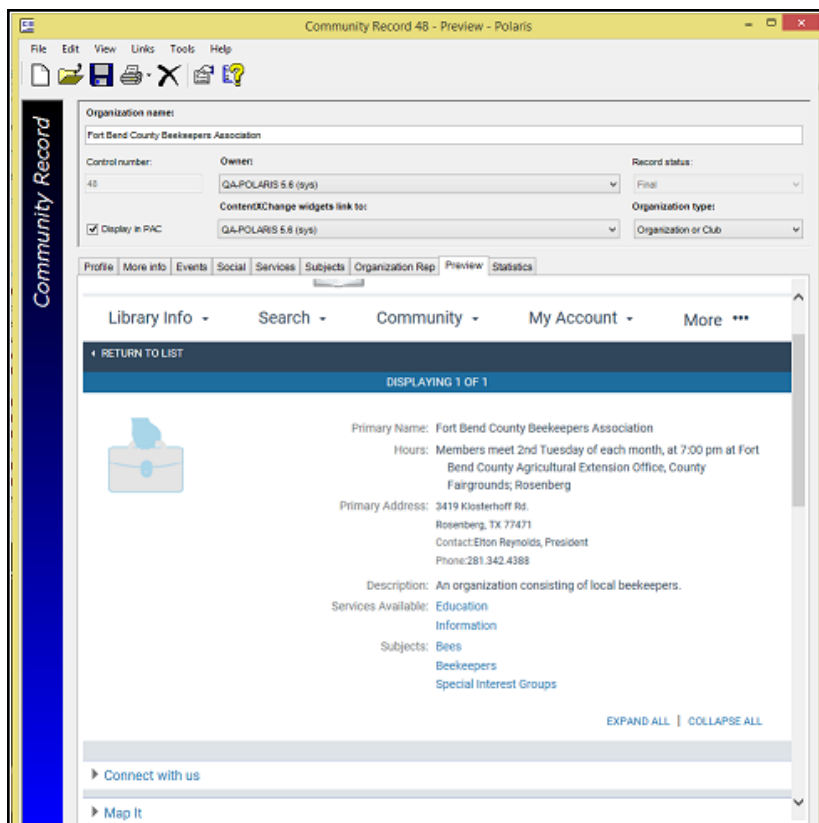 Community Record 48 - Preview - Polaris
File Edit View Links Tools Help
Community Record
Organization name:
Fort Bend County Beekeepers Association
Control number: Owner: Record status:
48 QA-POLARIS 5.6 (sys) Final
ContentXChange widgets link to: Organization type:
Display in PAC QA-POLARIS 5.6 (sys) Organization or Club
Profile More info Events Social Services Subjects Organization Rep Preview Statistics
Library Info Search Community My Account More •••
RETURN TO LIST
DISPLAYING 1 OF 1
Primary Name: Fort Bend County Beekeepers Association
Hours: Members meet 2nd Tuesday of each month, at 7:00 pm at Fort
Bend County Agricultural Extension Office, County
Fairgrounds; Rosenberg
Primary Address: 3419 Klosterhoff Rd.
Rosenberg, TX 77471
Contact:Elton Reynolds, President
Phone:281.342.4388
Description: An organization consisting of local beekeepers.
Services Available: Education
Information
Subjects: Bees
Beekeepers
Special Interest Groups
EXPAND ALL | COLLAPSE ALL
Connect with us
Map It